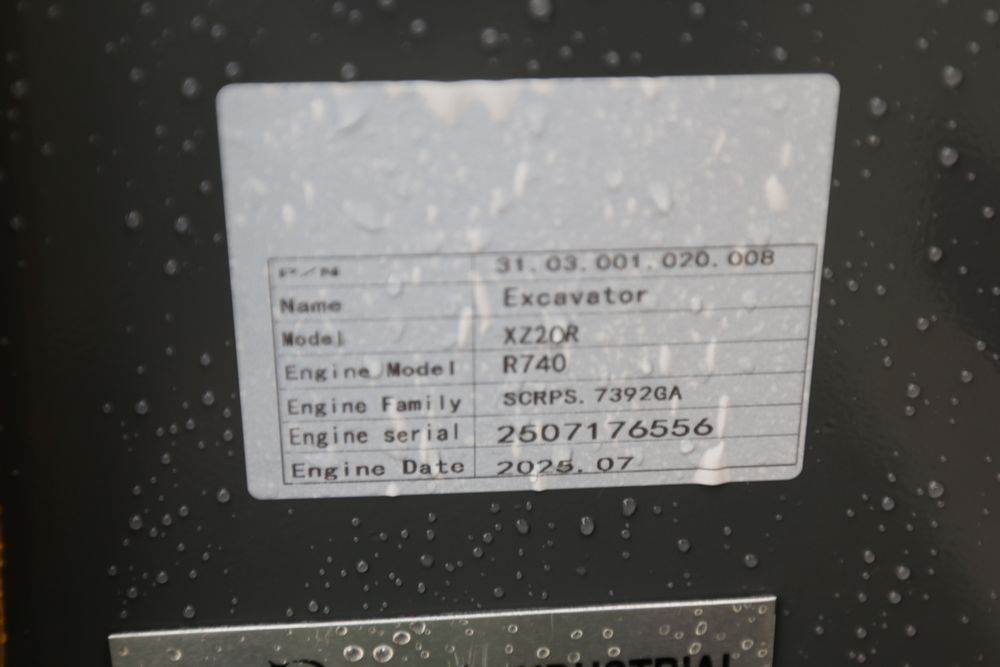 P/N 31.03.001.020.008
Name Excavator
Model XZ20R
Engine Model R740
Engine Family SCRPS.7392GA
Engine serial 2507176556
Engine Date 2025.07
INDUSTRIAL